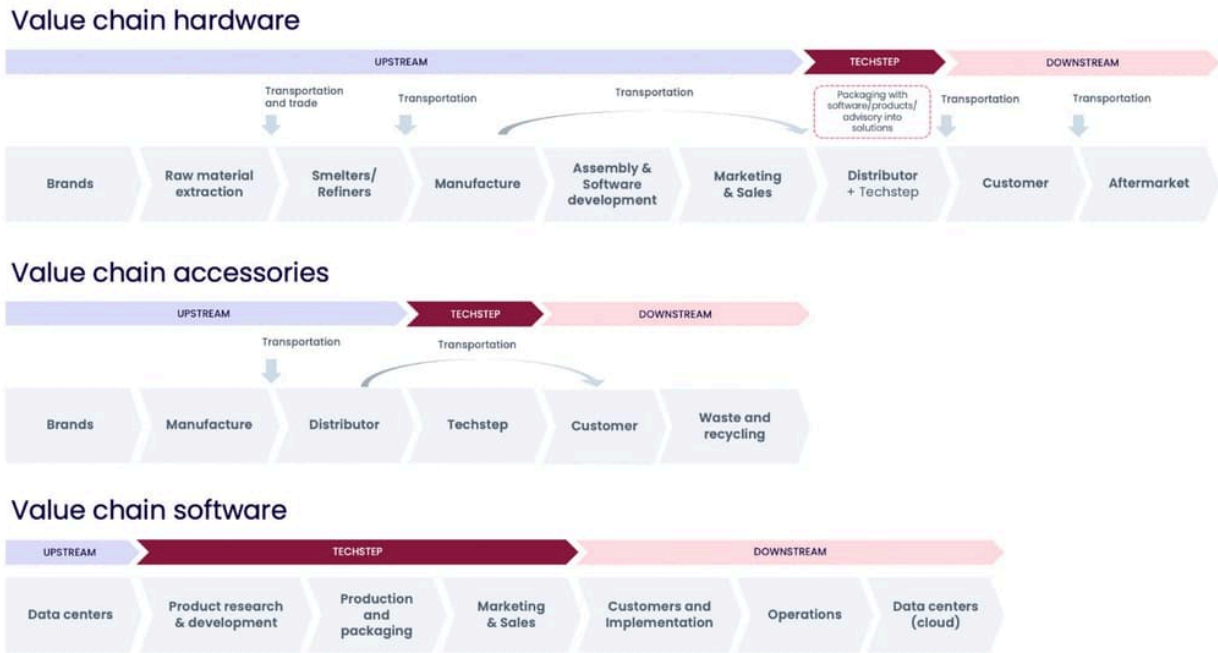 Value chain hardware
UPSTREAM
TECHSTEP
DOWNSTREAM
Transportation
and trade
Transportation
Transportation
Packaging with
software/products/
advisory into
solutions
Transportation
Transportation
Brands
Raw material
extraction
Smelters/
Refiners
Manufacture
Assembly &
Software
development
Marketing
& Sales
Distributor
+ Techstep
Customer
Aftermarket
Value chain accessories
UPSTREAM
TECHSTEP
DOWNSTREAM
Transportation
Transportation
Brands
Manufacture
Distributor
Techstep
Customer
Waste and
recycling
Value chain software
UPSTREAM
TECHSTEP
DOWNSTREAM
Data centers
Product research
& development
Production
and
packaging
Marketing
& Sales
Customers and
Implementation
Operations
Data centers
(cloud)